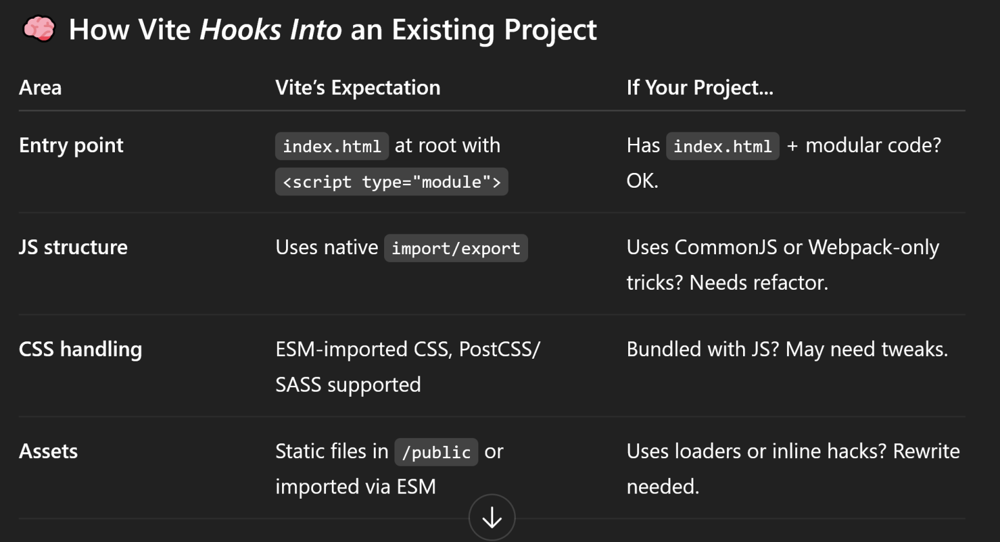 🧠 How Vite Hooks Into an Existing Project
Area Vite’s Expectation If Your Project...
Entry point index.html at root with Has index.html + modular code?
<script type="module"> OK.
JS structure Uses native import/export Uses CommonJS or Webpack-only
tricks? Needs refactor.
CSS handling ESM-imported CSS, PostCSS/ Bundled with JS? May need tweaks.
SASS supported
Assets Static files in /public or Uses loaders or inline hacks? Rewrite
imported via ESM needed.